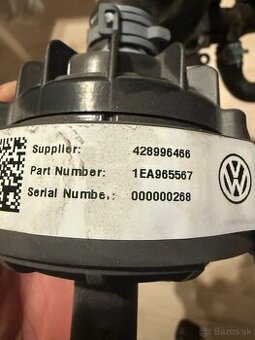 Supplier: 428996466
Part Number: 1EA965567
Serial Numbe.: 000000268
Bazos.sk